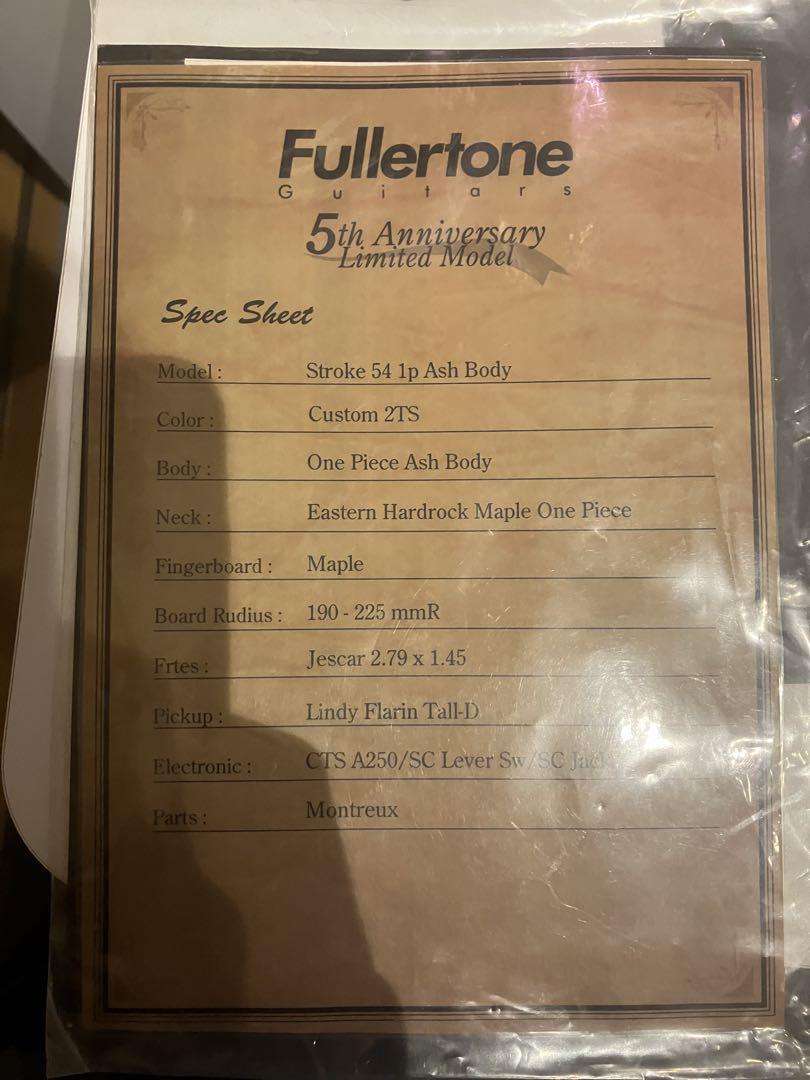 Fullertone
Guitars
5th Anniversary
Limited Model
Spec Sheet
Model : Stroke 54 1p Ash Body
Color : Custom 2TS
Body : One Piece Ash Body
Neck : Eastern Hardrock Maple One Piece
Fingerboard : Maple
Board Rudius : 190 - 225 mmR
Frtes : Jescar 2.79 x 1.45
Pickup : Lindy Flarin Tall-D
Electronic : CTS A250/SC Lever Sw/SC Jack
Parts : Montreux